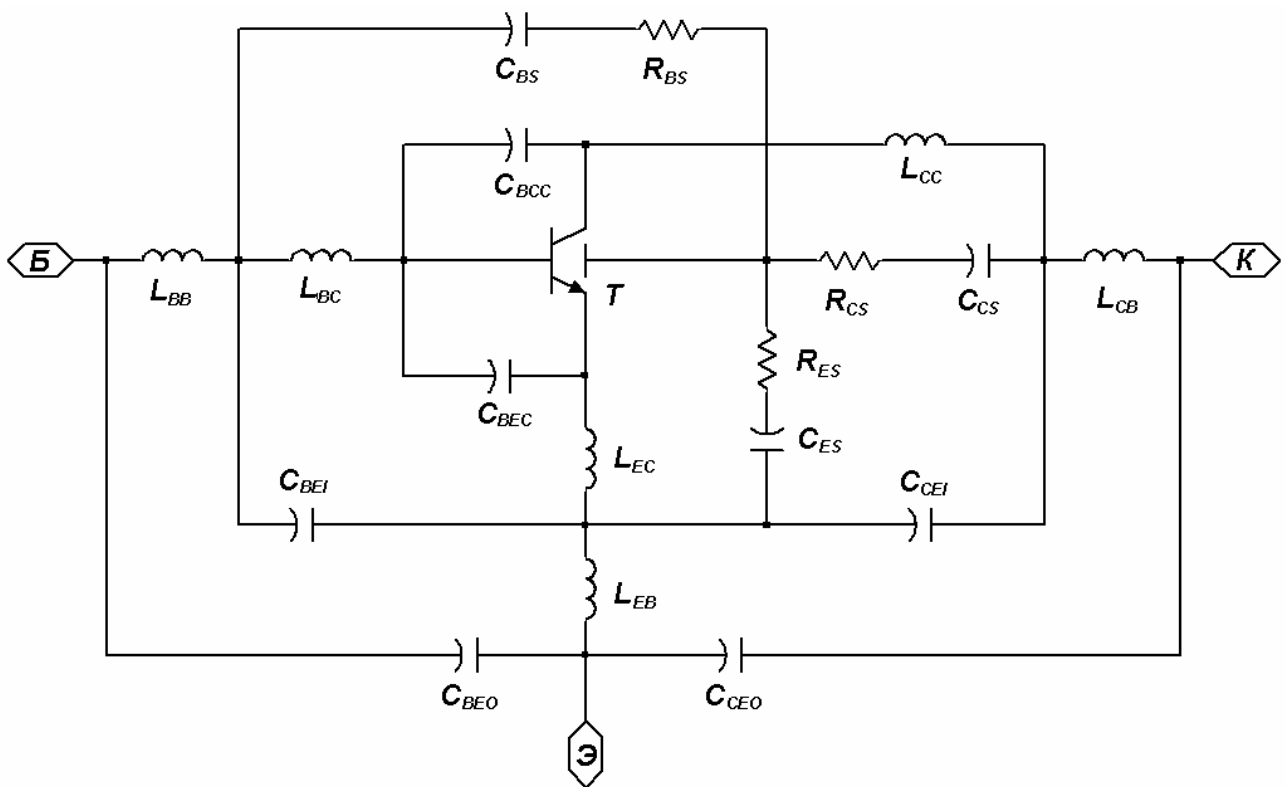 C_BS
R_BS
C_BCC
L_CC
Б
L_BB
L_BC
T
R_CS
C_CS
L_CB
К
C_BEC
R_ES
C_ES
L_EC
C_BEI
C_CEI
L_EB
C_BEO
C_CEO
Э